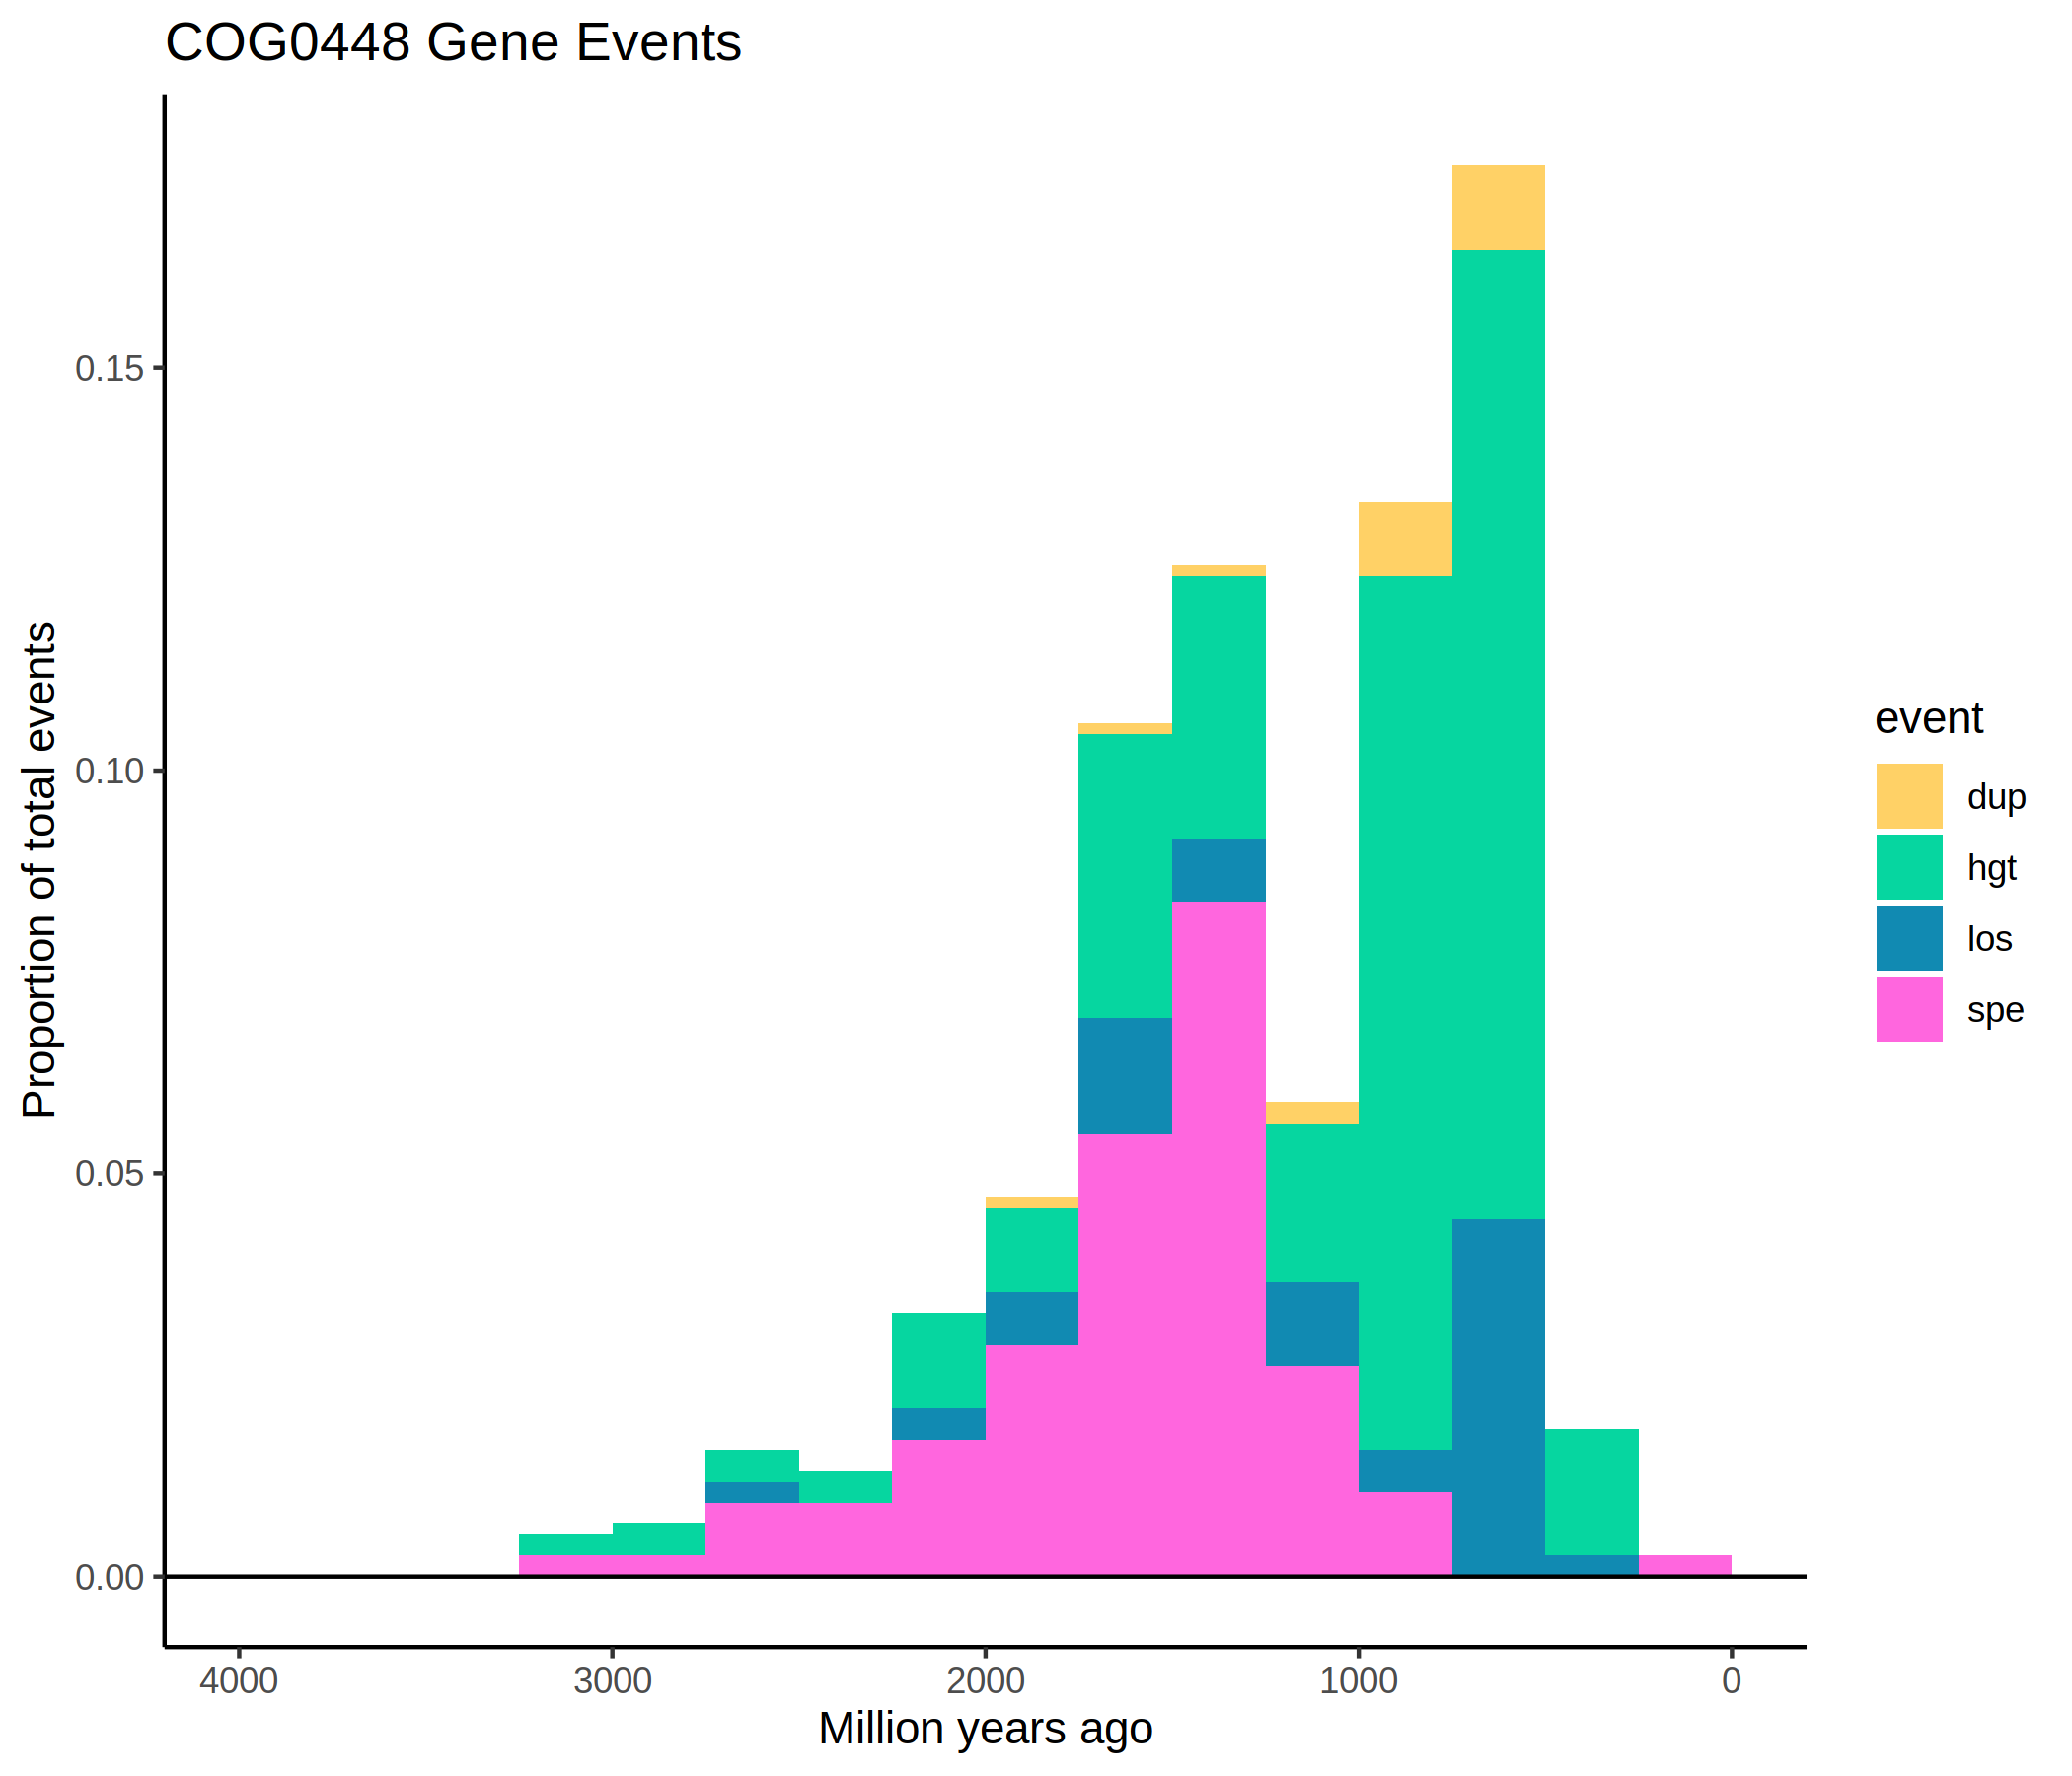 COG0448 Gene Events
Proportion of total events
0.15
0.10
0.05
0.00
4000 3000 2000 1000 0
Million years ago
event
dup
hgt
los
spe